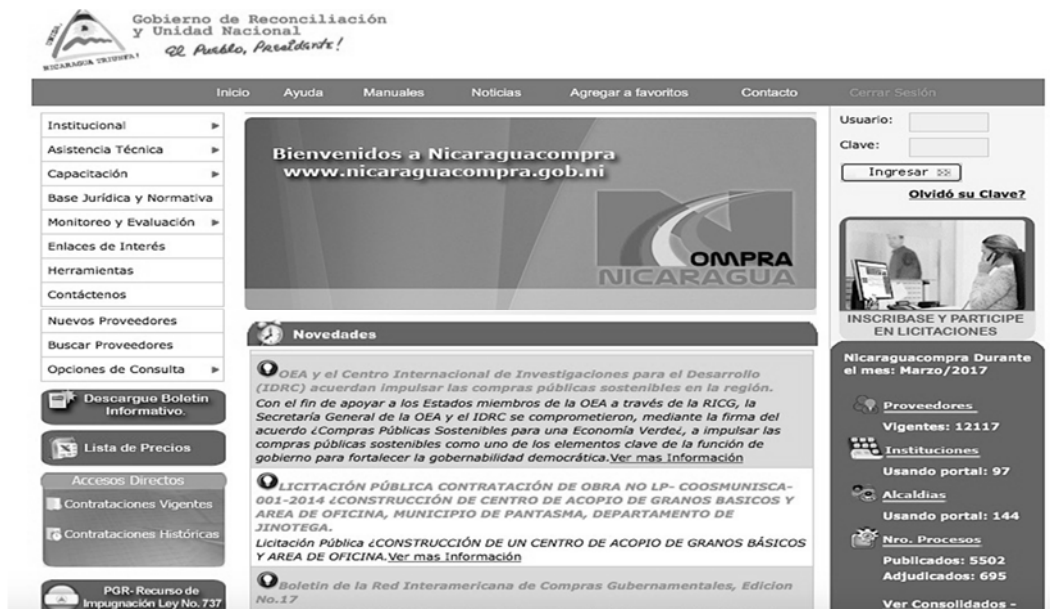 Gobierno de Reconciliación
y Unidad Nacional
El Pueblo, Presidente!
NICARAGUA TRIUNFA!
Inicio Ayuda Manuales Noticias Agregar a favoritos Contacto Cerrar Sesión
Institucional
Asistencia Técnica
Capacitación
Base Jurídica y Normativa
Monitoreo y Evaluación
Enlaces de Interés
Herramientas
Contáctenos
Nuevos Proveedores
Buscar Proveedores
Opciones de Consulta
Descargue Boletin
Informativo.
Lista de Precios
Accesos Directos
Contrataciones Vigentes
Contrataciones Históricas
PGR- Recurso de
Impugnación Ley No. 737
Bienvenidos a Nicaraguacompra
www.nicaraguacompra.gob.ni
OMPRA
NICARAGUA
Novedades
OEA y el Centro Internacional de Investigaciones para el Desarrollo
(IDRC) acuerdan impulsar las compras públicas sostenibles en la región.
Con el fin de apoyar a los Estados miembros de la OEA a través de la RICG, la
Secretaría General de la OEA y el IDRC se comprometieron, mediante la firma del
acuerdo ¿Compras Públicas Sostenibles para una Economía Verde¿, a impulsar las
compras públicas sostenibles como uno de los elementos clave de la función de
gobierno para fortalecer la gobernabilidad democrática.Ver mas Información
LICITACIÓN PÚBLICA CONTRATACIÓN DE OBRA NO LP- COOSMUNISCA-
001-2014 ¿CONSTRUCCIÓN DE CENTRO DE ACOPIO DE GRANOS BASICOS Y
AREA DE OFICINA, MUNICIPIO DE PANTASMA, DEPARTAMENTO DE
JINOTEGA.
Licitación Pública ¿CONSTRUCCIÓN DE UN CENTRO DE ACOPIO DE GRANOS BÁSICOS
Y AREA DE OFICINA.Ver mas Información
Boletin de la Red Interamericana de Compras Gubernamentales, Edicion
No.17
Usuario:
Clave:
Ingresar
Olvidó su Clave?
INSCRIBASE Y PARTICIPE
EN LICITACIONES
Nicaraguacompra Durante
el mes: Marzo/2017
Proveedores
Vigentes: 12117
Instituciones
Usando portal: 97
Alcaldias
Usando portal: 144
Nro. Procesos
Publicados: 5502
Adjudicados: 695
Ver Consolidados -